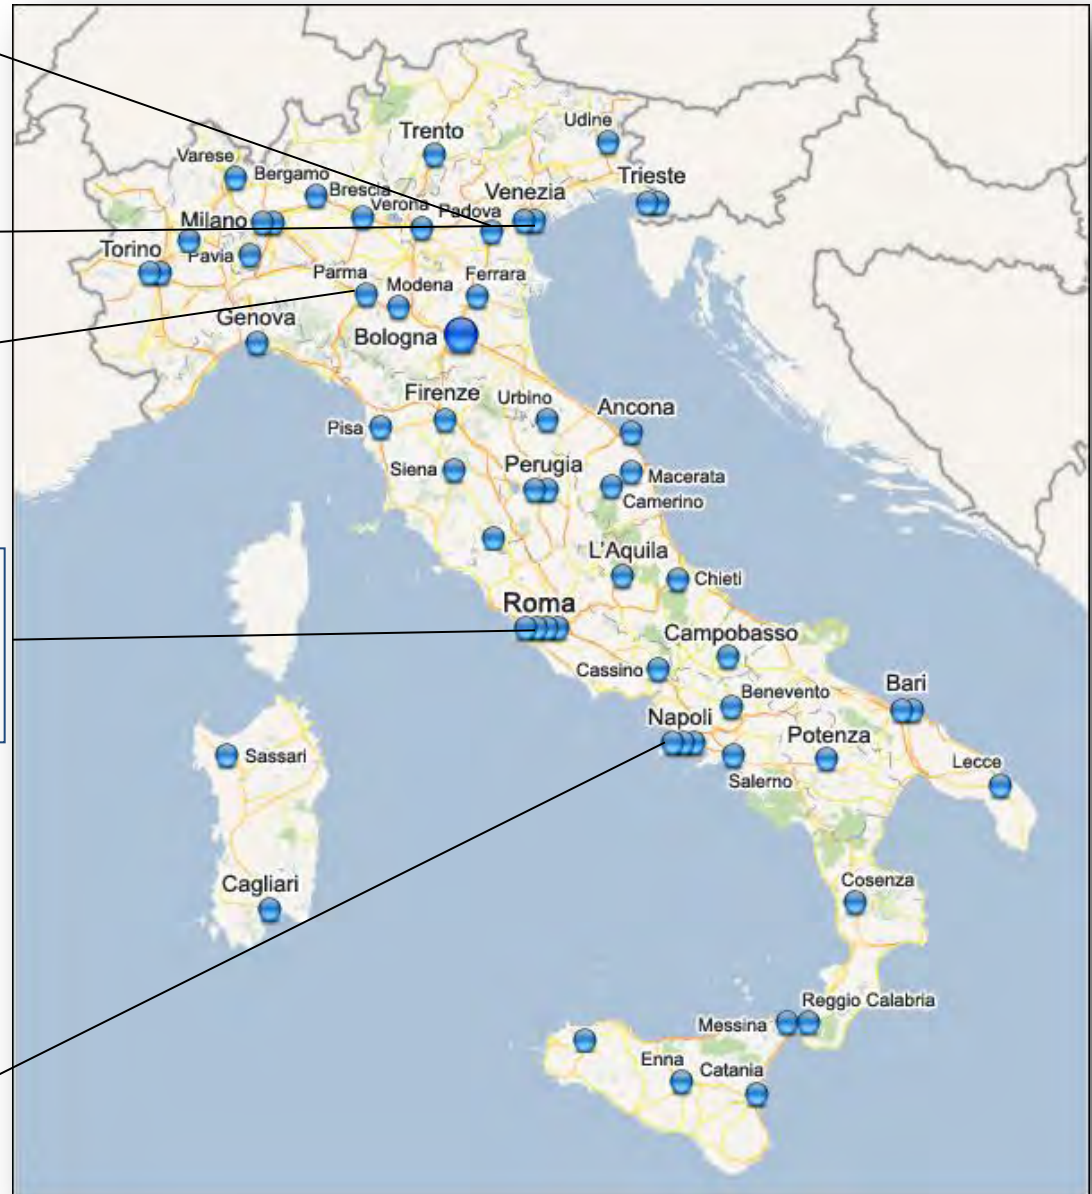 Udine
Trento
Varese
Bergamo
Trieste
Brescia
Venezia
Verona
Padova
Milano
Torino
Pavia
Parma
Modena
Ferrara
Genova
Bologna
Firenze
Urbino
Ancona
Pisa
Siena
Perugia
Macerata
Camerino
L'Aquila
Chieti
Roma
Campobasso
Cassino
Bari
Benevento
Napoli
Potenza
Sassari
Salerno
Lecce
Cagliari
Cosenza
Reggio Calabria
Messina
Enna
Catania